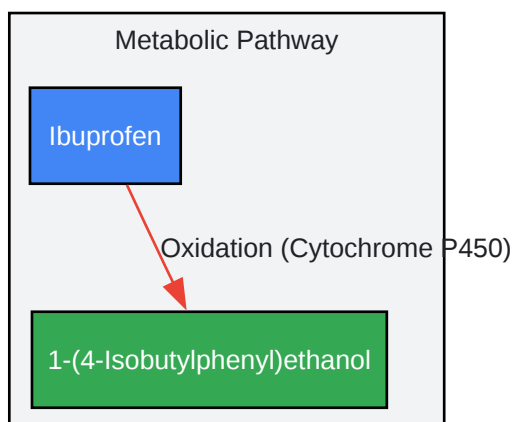 Metabolic Pathway
Ibuprofen
Oxidation (Cytochrome P450)
1-(4-Isobutylphenyl)ethanol